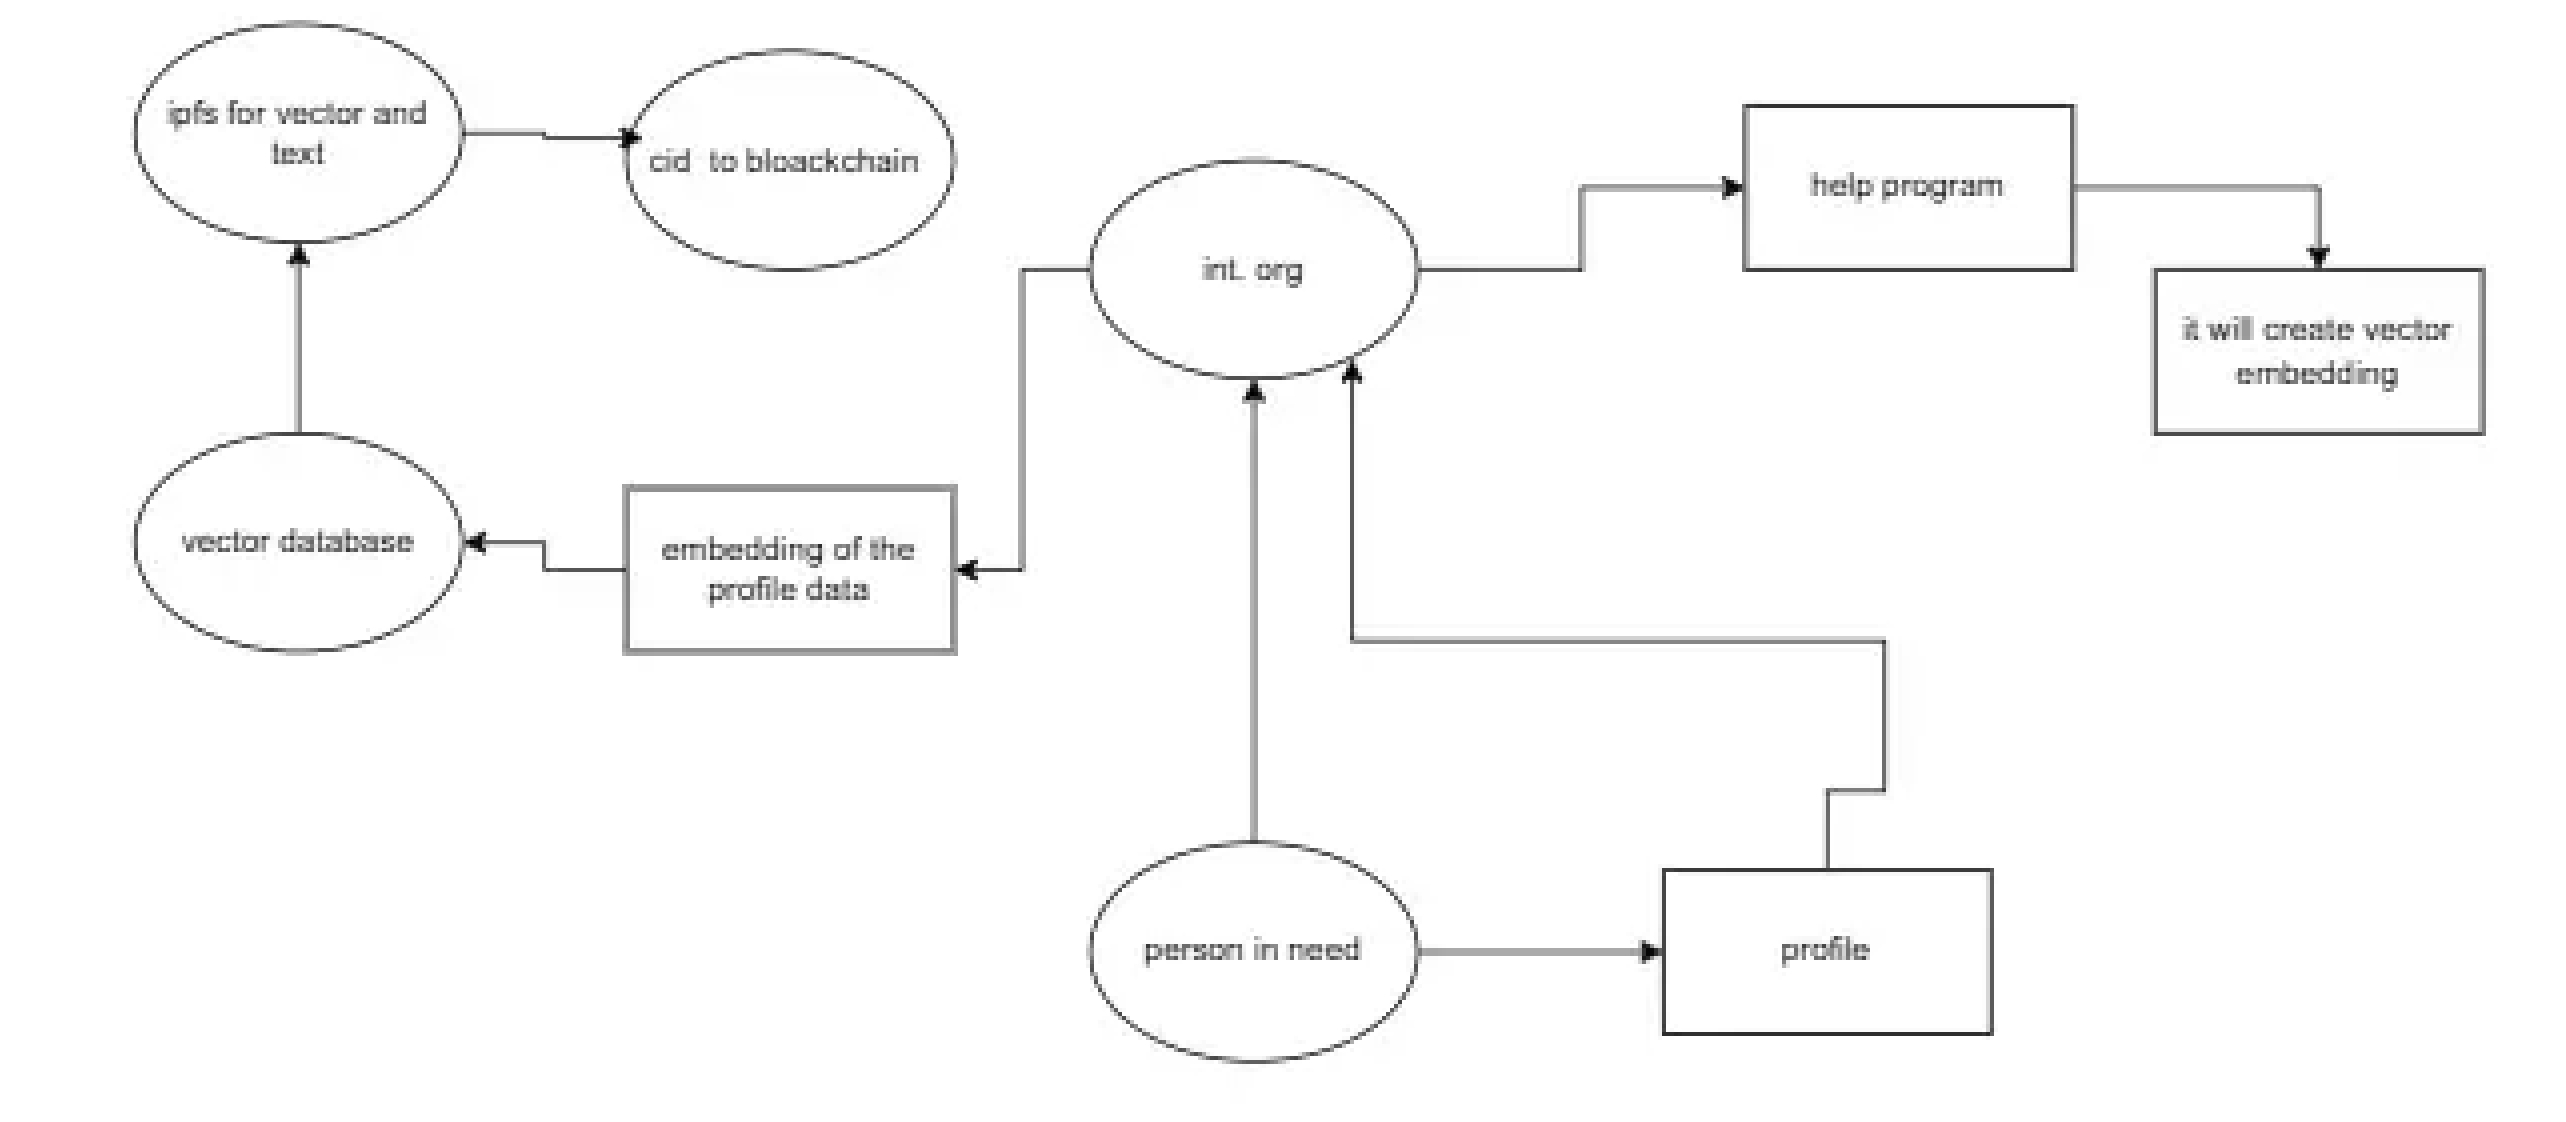 ipfs for vector and
text
cid  to bloackchain
int. org
help program
it will create vector
embedding
vector database
embedding of the
profile data
person in need
profile